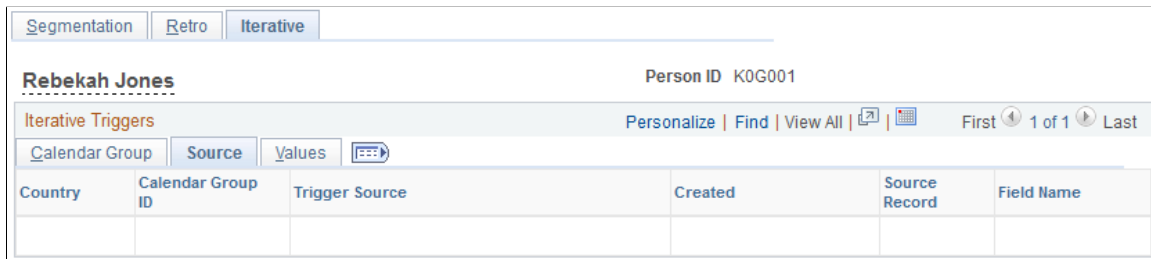 Segmentation Retro Iterative
Rebekah Jones Person ID K0G001
Iterative Triggers Personalize | Find | View All | | First 1 of 1 Last
Calendar Group Source Values
Country Calendar Group ID Trigger Source Created Source Record Field Name